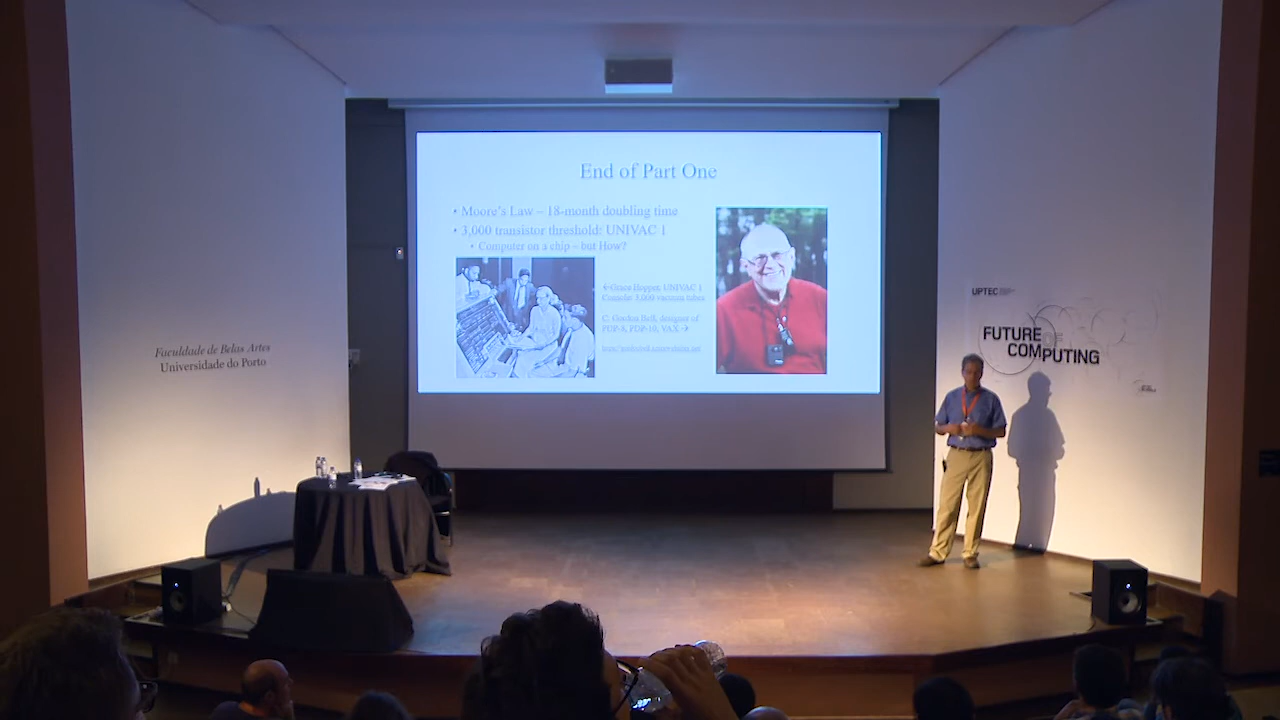 End of Part One
• Moore's Law – 18-month doubling time
• 3,000 transistor threshold: UNIVAC 1
• Computer on a chip – but How?
←Grace Hopper, UNIVAC 1
Console: 3,000 vacuum tubes
C. Gordon Bell, designer of
PDP-8, PDP-10, VAX →
Faculdade de Belas Artes
Universidade do Porto
UPTEC
FUTURE OF
COMPUTING